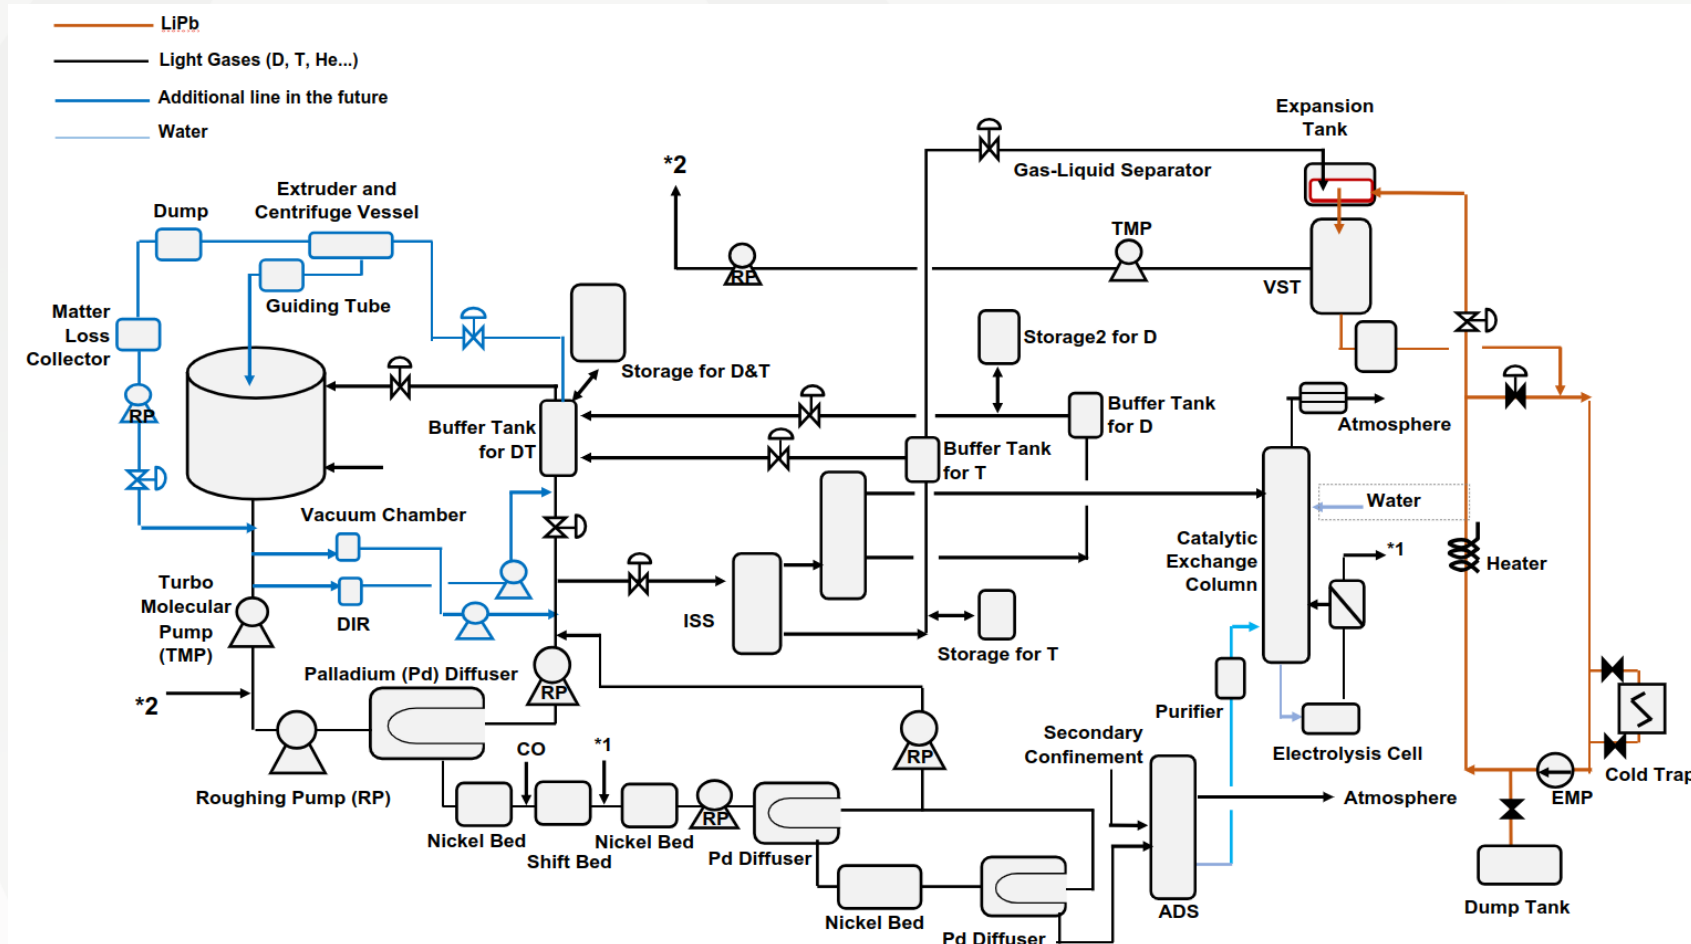 LiPb
Light Gases (D, T, He...)
Additional line in the future
Water
Expansion
Tank
*2
Gas-Liquid Separator
Extruder and
Centrifuge Vessel
Dump
TMP
RP
VST
Guiding Tube
Matter
Loss
Collector
Storage2 for D
Storage for D&T
RP
Buffer Tank
for D
Buffer Tank
for DT
Atmosphere
Buffer Tank
for T
Water
Vacuum Chamber
Catalytic
Exchange
Column
*1
Heater
Turbo
Molecular
Pump
(TMP)
DIR
ISS
Storage for T
Palladium (Pd) Diffuser
RP
*2
Purifier
Secondary
Confinement
CO
*1
RP
Electrolysis Cell
Cold Trap
Roughing Pump (RP)
EMP
Atmosphere
RP
Nickel Bed
Shift Bed
Nickel Bed
Pd Diffuser
Nickel Bed
Pd Diffuser
ADS
Dump Tank